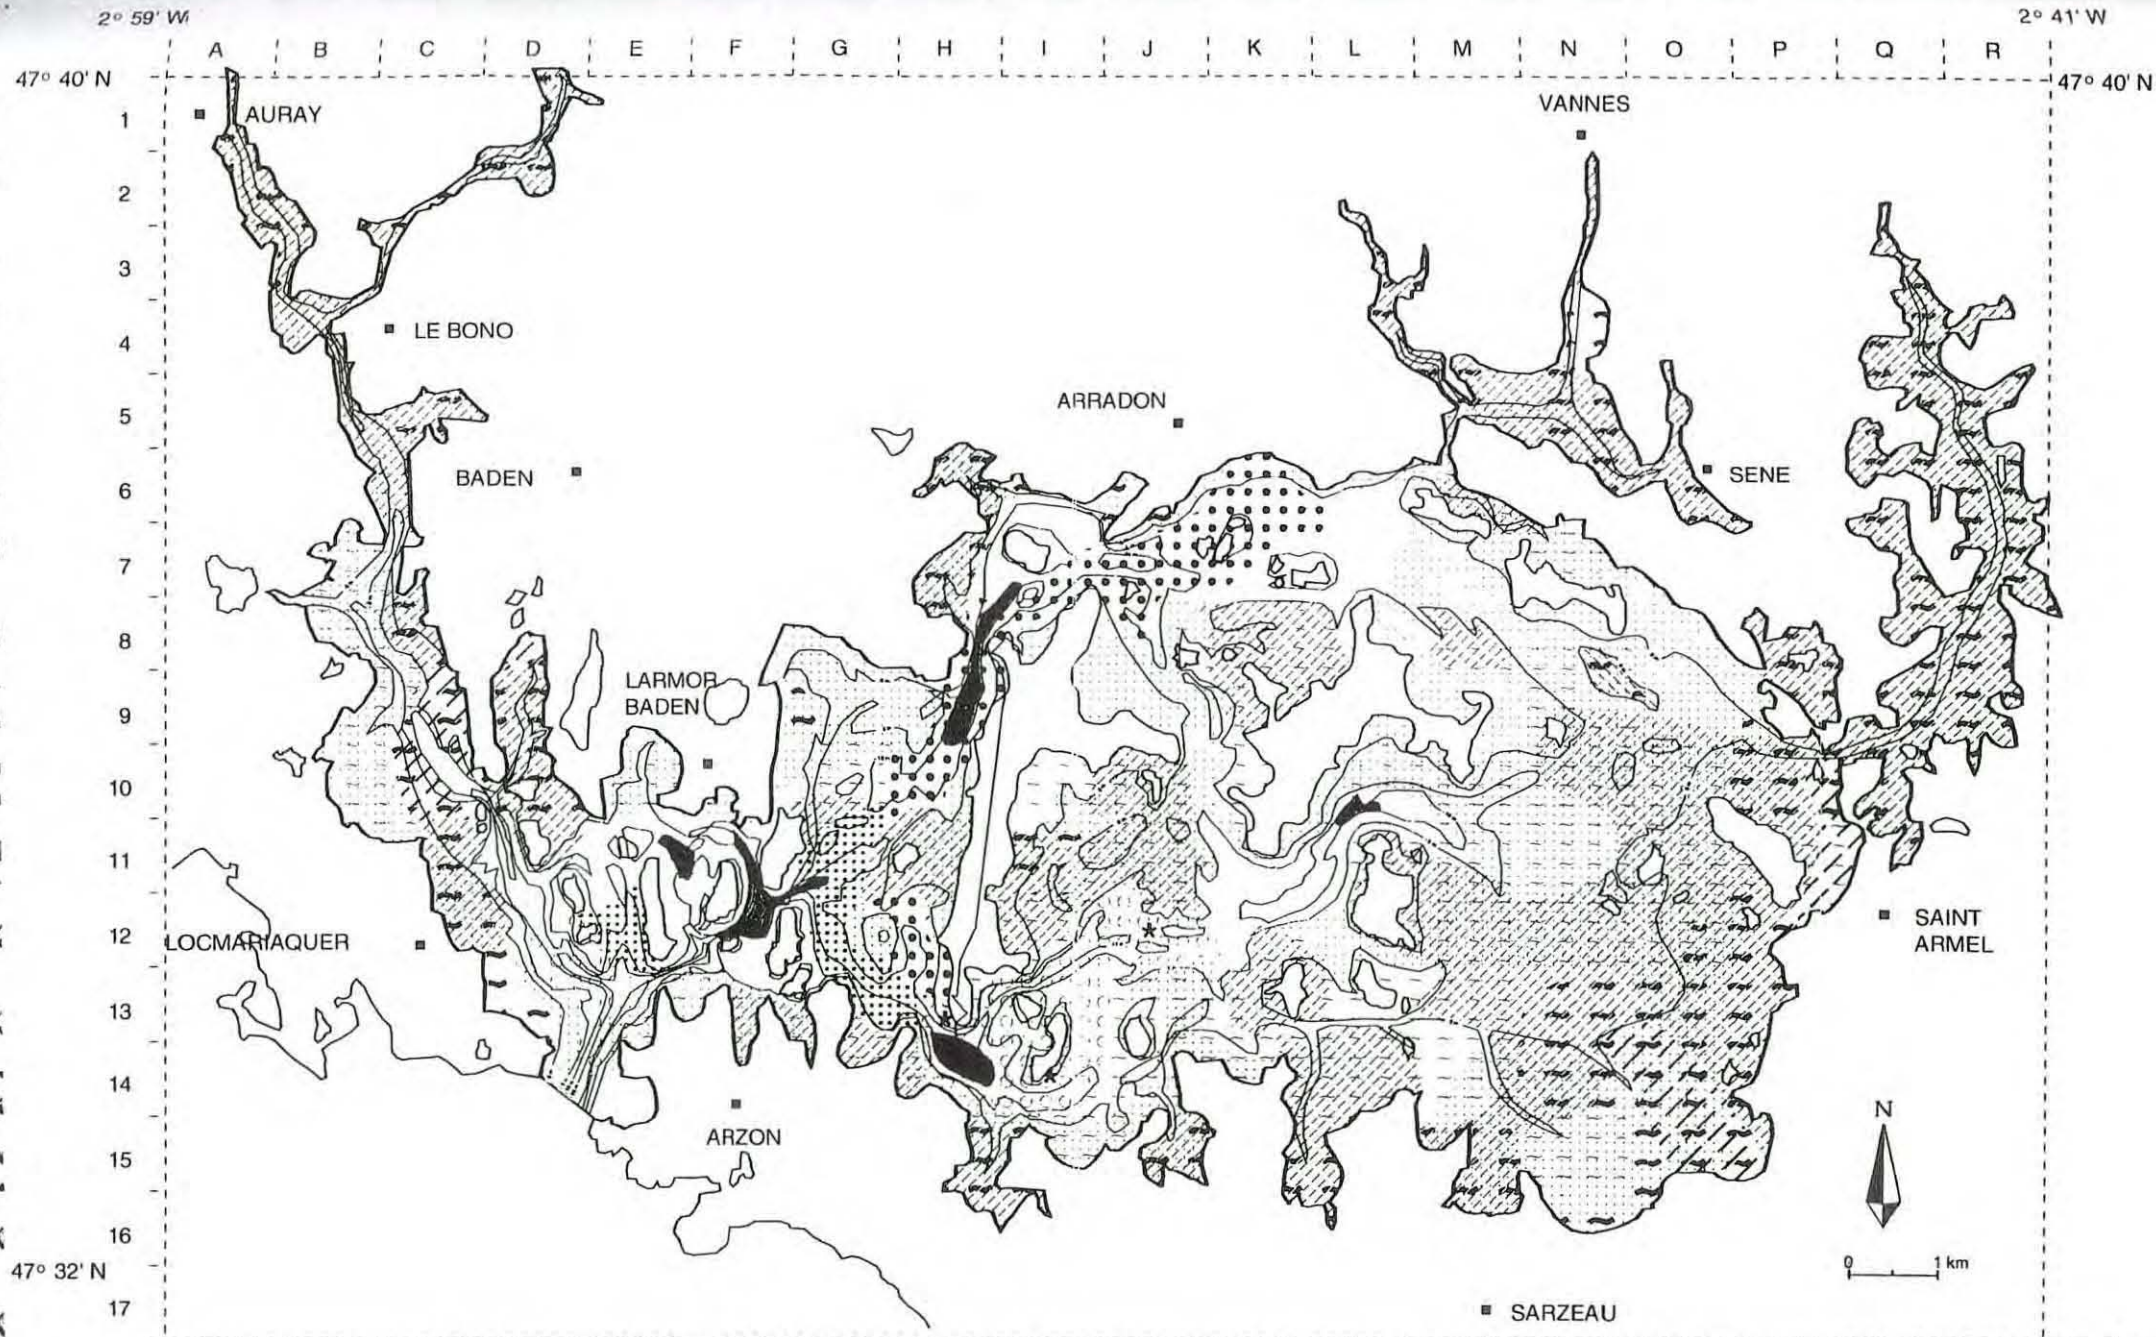 2° 59' W
2° 41' W
A B C D E F G H I J K L M N O P Q R
47° 40' N
47° 40' N
1
AURAY
VANNES
2
3
4
LE BONO
5
ARRADON
BADEN
SENE
6
7
8
LARMOR
BADEN
9
10
11
12
LOCMARIAQUER
SAINT
ARMEL
13
14
ARZON
N
15
16
0 1 km
47° 32' N
17
SARZEAU